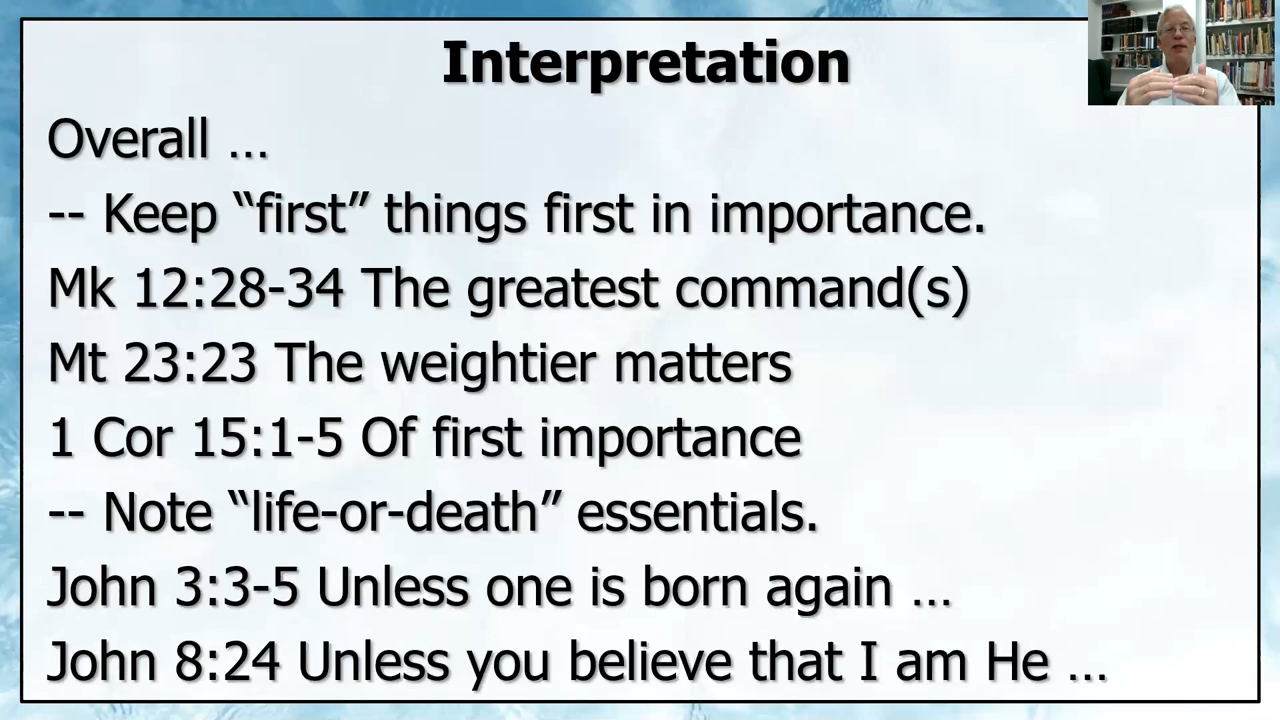 Interpretation
Overall …
-- Keep “first” things first in importance.
Mk 12:28-34 The greatest command(s)
Mt 23:23 The weightier matters
1 Cor 15:1-5 Of first importance
-- Note “life-or-death” essentials.
John 3:3-5 Unless one is born again …
John 8:24 Unless you believe that I am He …